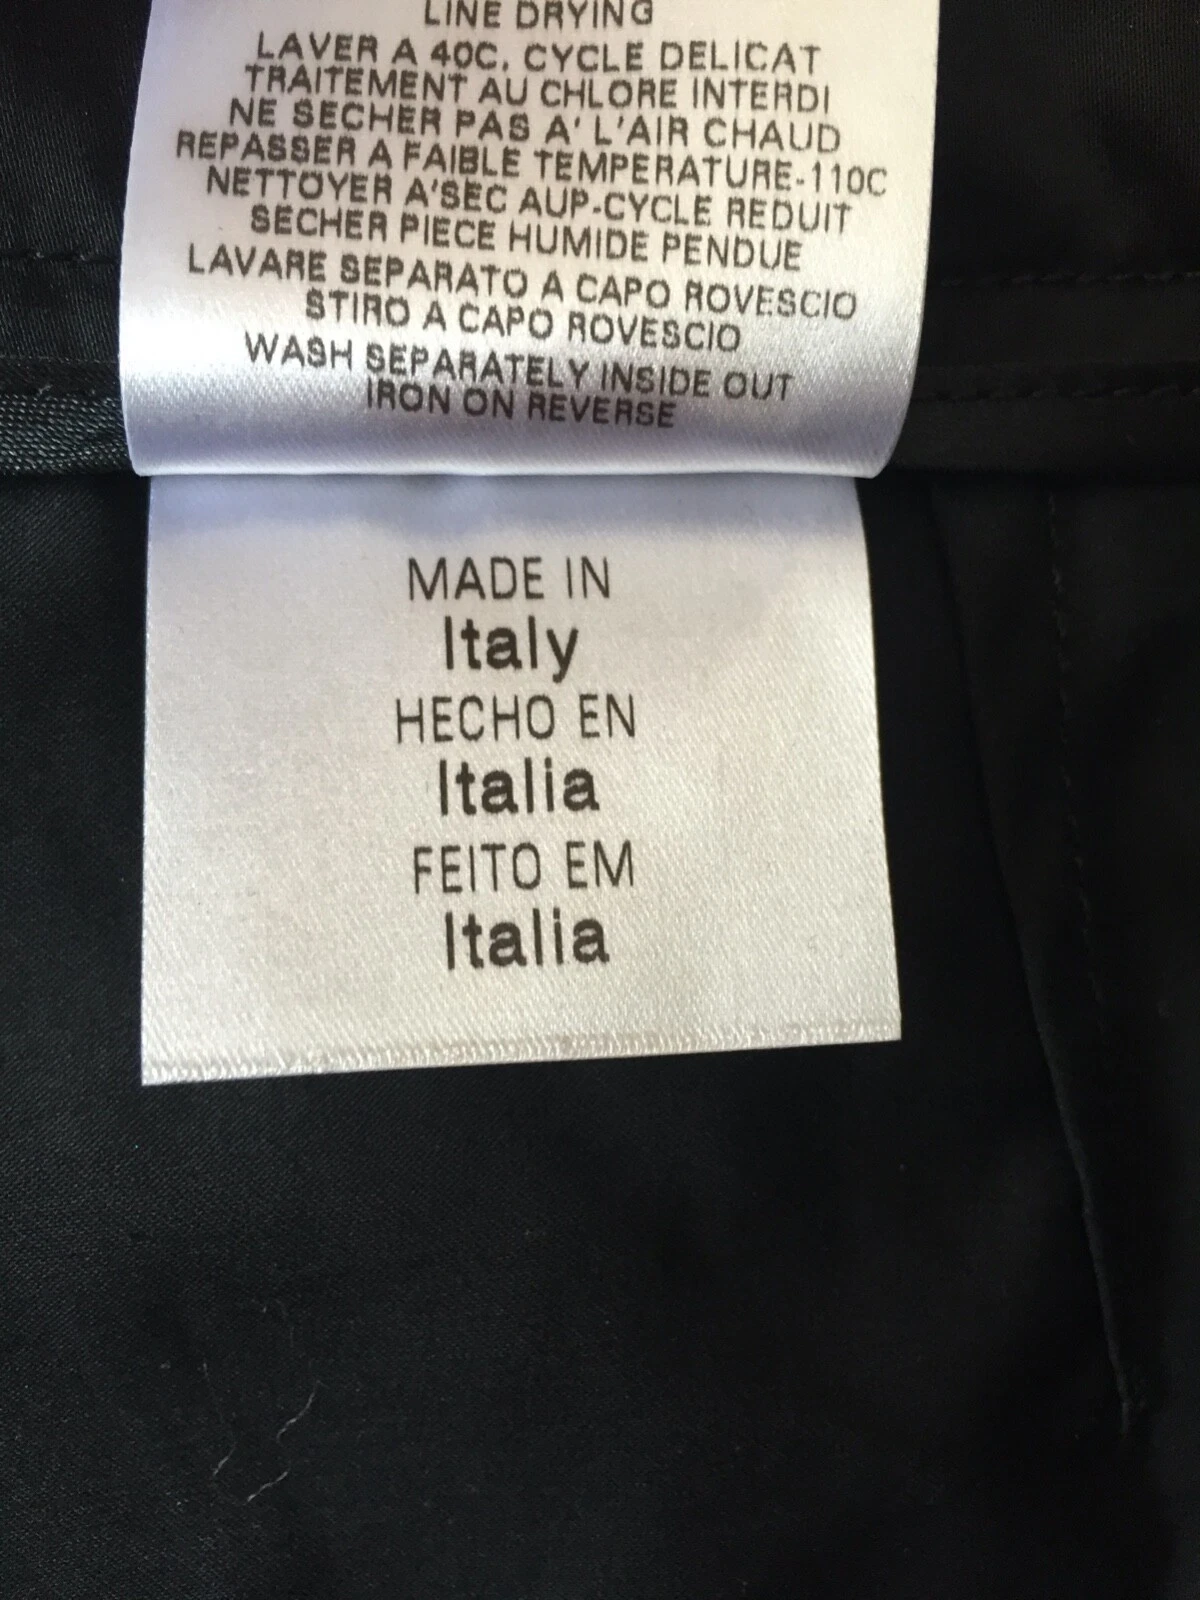 LINE DRYING
LAVER A 40C. CYCLE DELICAT
TRAITEMENT AU CHLORE INTERDI
NE SECHER PAS A' L'AIR CHAUD
REPASSER A FAIBLE TEMPERATURE-110C
NETTOYER A'SEC AUP-CYCLE REDUIT
SECHER PIECE HUMIDE PENDUE
LAVARE SEPARATO A CAPO ROVESCIO
STIRO A CAPO ROVESCIO
WASH SEPARATELY INSIDE OUT
IRON ON REVERSE
MADE IN
Italy
HECHO EN
Italia
FEITO EM
Italia